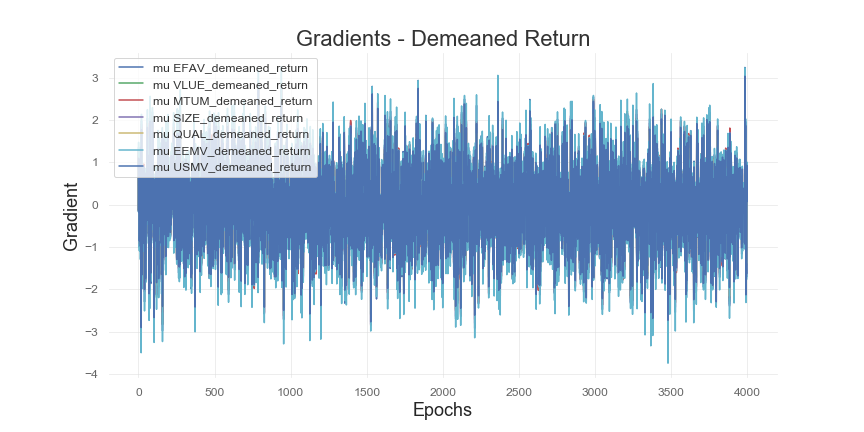 Gradients - Demeaned Return
mu EFAV_demeaned_return
mu VLUE_demeaned_return
mu MTUM_demeaned_return
mu SIZE_demeaned_return
mu QUAL_demeaned_return
mu EEMV_demeaned_return
mu USMV_demeaned_return
3
2
1
0
−1
−2
−3
−4
Gradient
0 500 1000 1500 2000 2500 3000 3500 4000
Epochs